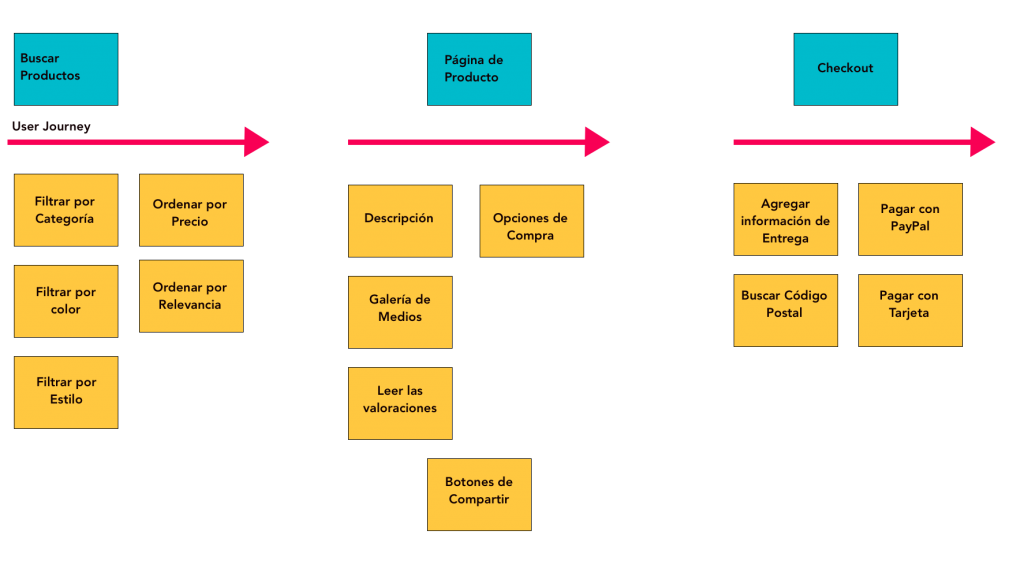 Buscar
Productos
Página de
Producto
Checkout
User Journey
Filtrar por
Categoría
Ordenar por
Precio
Filtrar por
color
Ordenar por
Relevancia
Filtrar por
Estilo
Descripción
Opciones de
Compra
Galería de
Medios
Leer las
valoraciones
Botones de
Compartir
Agregar
información de
Entrega
Pagar con
PayPal
Buscar Código
Postal
Pagar con
Tarjeta